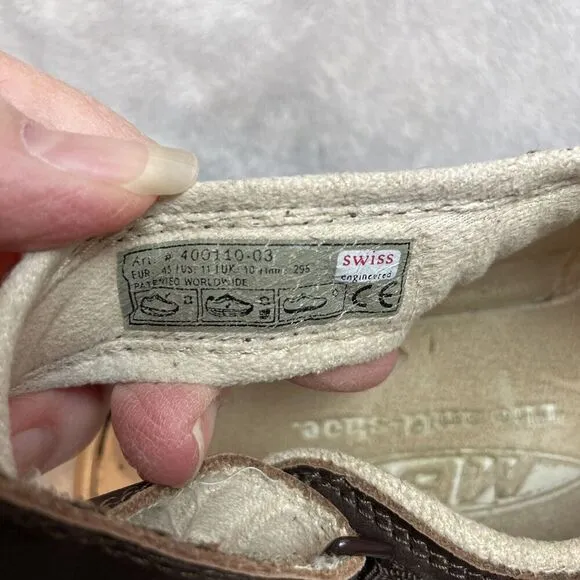 Art. # 400110-03
EUR: 45 / US: 11 / UK: 10 / mm: 295
PATENTED WORLDWIDE
SWISS
engineered
CE
The anti-shoe.